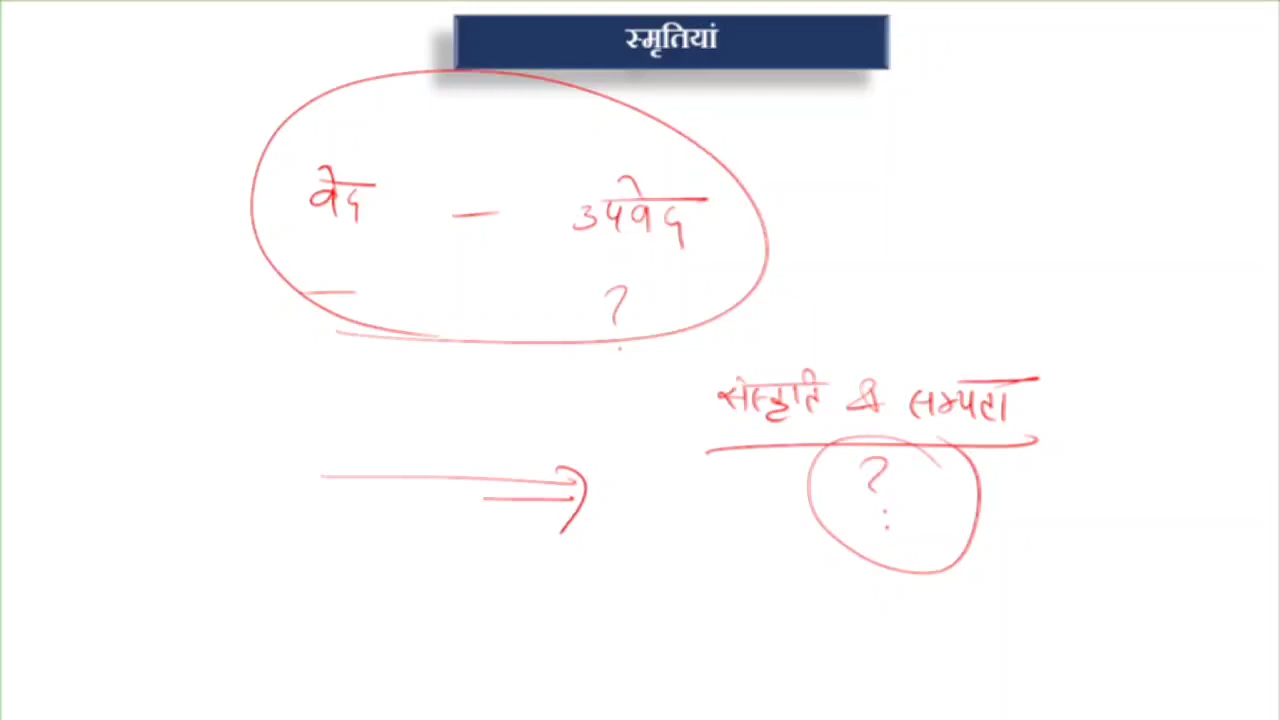 स्मृतियां
वेद — उपवेद
— ?
संस्कृति & सभ्यता
?